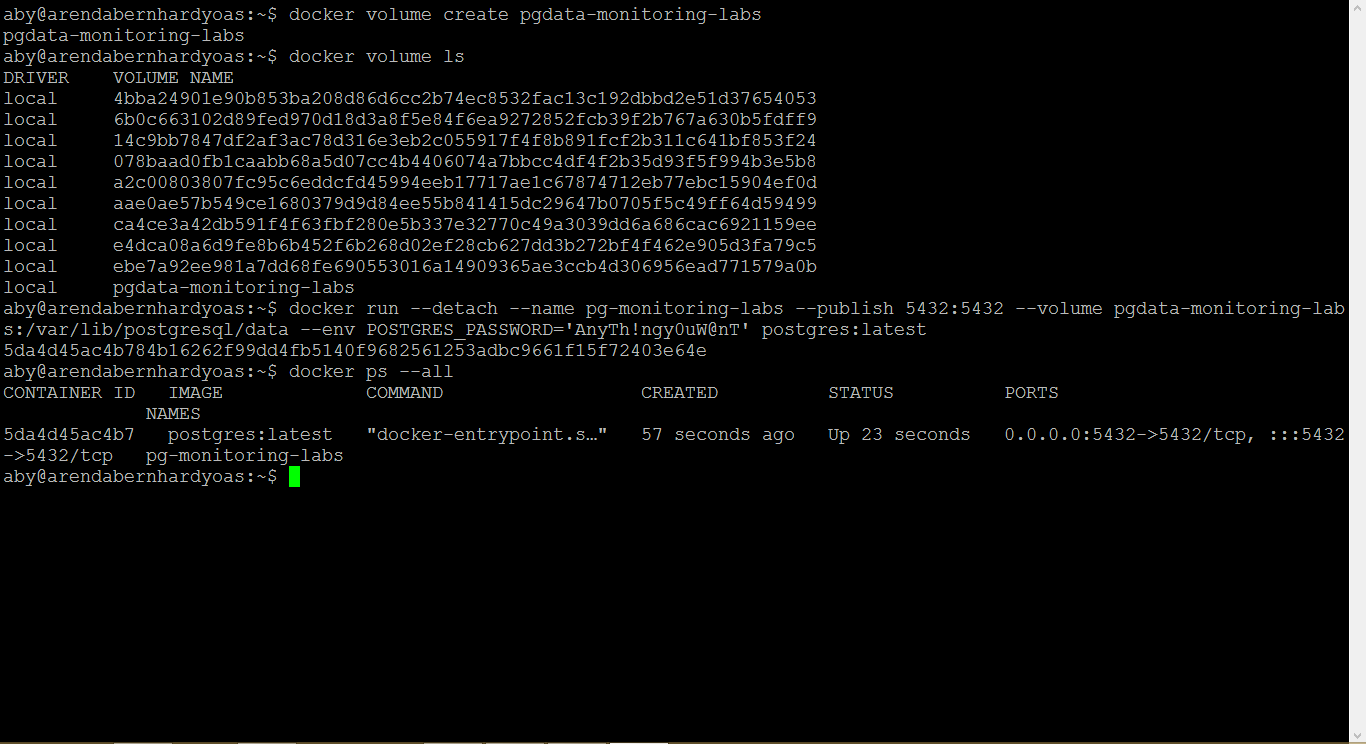 aby@arendabernhardyoas:~$ docker volume create pgdata-monitoring-labs
pgdata-monitoring-labs
aby@arendabernhardyoas:~$ docker volume ls
DRIVER    VOLUME NAME
local     4bba24901e90b853ba208d86d6cc2b74ec8532fac13c192dbbd2e51d37654053
local     6b0c663102d89fed970d18d3a8f5e84f6ea9272852fcb39f2b767a630b5fdff9
local     14c9bb7847df2af3ac78d316e3eb2c055917f4f8b891fcf2b311c641bf853f24
local     078baad0fb1caabb68a5d07cc4b4406074a7bbcc4df4f2b35d93f5f994b3e5b8
local     a2c00803807fc95c6eddcfd45994eeb17717ae1c67874712eb77ebc15904ef0d
local     aae0ae57b549ce1680379d9d84ee55b841415dc29647b0705f5c49ff64d59499
local     ca4ce3a42db591f4f63fbf280e5b337e32770c49a3039dd6a686cac6921159ee
local     e4dca08a6d9fe8b6b452f6b268d02ef28cb627dd3b272bf4f462e905d3fa79c5
local     ebe7a92ee981a7dd68fe690553016a14909365ae3ccb4d306956ead771579a0b
local     pgdata-monitoring-labs
aby@arendabernhardyoas:~$ docker run --detach --name pg-monitoring-labs --publish 5432:5432 --volume pgdata-monitoring-lab
s:/var/lib/postgresql/data --env POSTGRES_PASSWORD='AnyTh!ngy0uW@nT' postgres:latest
5da4d45ac4b784b16262f99dd4fb5140f9682561253adbc9661f15f72403e64e
aby@arendabernhardyoas:~$ docker ps --all
CONTAINER ID   IMAGE             COMMAND                  CREATED          STATUS          PORTS
             NAMES
5da4d45ac4b7   postgres:latest   "docker-entrypoint.s…"   57 seconds ago   Up 23 seconds   0.0.0.0:5432->5432/tcp, :::5432
->5432/tcp   pg-monitoring-labs
aby@arendabernhardyoas:~$